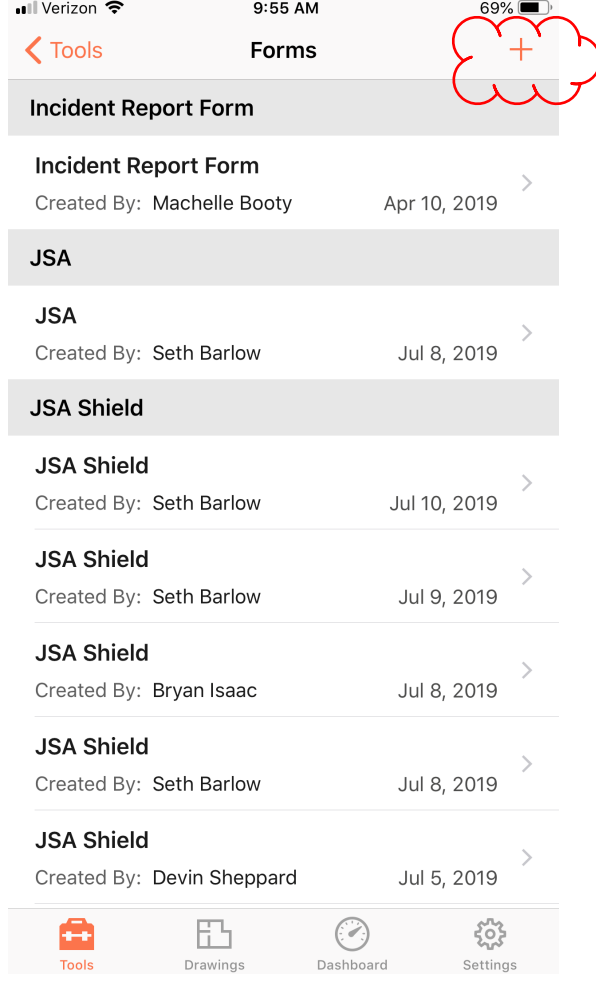 Verizon 9:55 AM 69%
Tools Forms +
Incident Report Form
Incident Report Form
Created By: Machelle Booty Apr 10, 2019
JSA
JSA
Created By: Seth Barlow Jul 8, 2019
JSA Shield
JSA Shield
Created By: Seth Barlow Jul 10, 2019
JSA Shield
Created By: Seth Barlow Jul 9, 2019
JSA Shield
Created By: Bryan Isaac Jul 8, 2019
JSA Shield
Created By: Seth Barlow Jul 8, 2019
JSA Shield
Created By: Devin Sheppard Jul 5, 2019
Tools Drawings Dashboard Settings